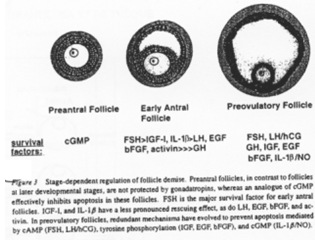 Preantral Follicle
Early Antral
Follicle
Preovulatory Follicle
survival
factors:
cGMP
FSH>IGF-I, IL-1β>LH, EGF
bFGF, activin>>>GH
FSH, LH/hCG
GH, IGF, EGF
bFGF, IL-1β/NO
Figure 3 Stage-dependent regulation of follicle demise. Preantral follicles, in contrast to follicles
at later developmental stages, are not protected by gonadotropins, whereas an analogue of cGMP
effectively inhibits apoptosis in these follicles. FSH is the major survival factor for early antral
follicles. IGF-I, and IL-1β have a less pronounced rescuing effect, as do LH, EGF, bFGF, and ac-
tivin. In preovulatory follicles, redundant mechanisms have evolved to prevent apoptosis mediated
by cAMP (FSH, LH/hCG), tyrosine phosphorylation (IGF, EGF, bFGF), and cGMP (IL-1β/NO).